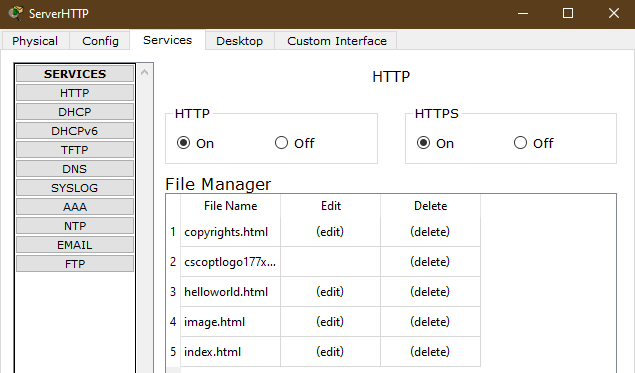 ServerHTTP
Physical Config Services Desktop Custom Interface
SERVICES
HTTP
DHCP
DHCPv6
TFTP
DNS
SYSLOG
AAA
NTP
EMAIL
FTP
HTTP
HTTP
On Off
HTTPS
On Off
File Manager
File Name Edit Delete
1 copyrights.html (edit) (delete)
2 cscoptlogo177x... (delete)
3 helloworld.html (edit) (delete)
4 image.html (edit) (delete)
5 index.html (edit) (delete)